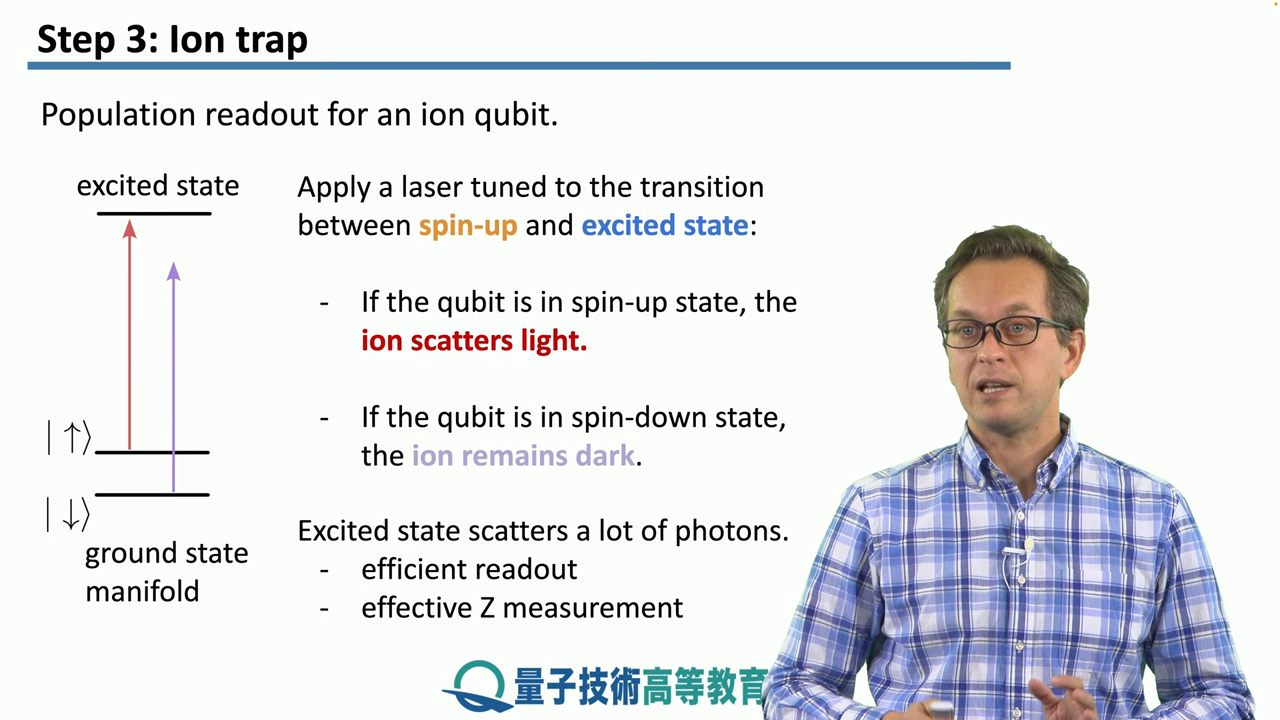 Step 3: Ion trap
Population readout for an ion qubit.
excited state
| ↑⟩
| ↓⟩
ground state
manifold
Apply a laser tuned to the transition
between spin-up and excited state:
- If the qubit is in spin-up state, the
ion scatters light.
- If the qubit is in spin-down state,
the ion remains dark.
Excited state scatters a lot of photons.
- efficient readout
- effective Z measurement
量子技術高等教育